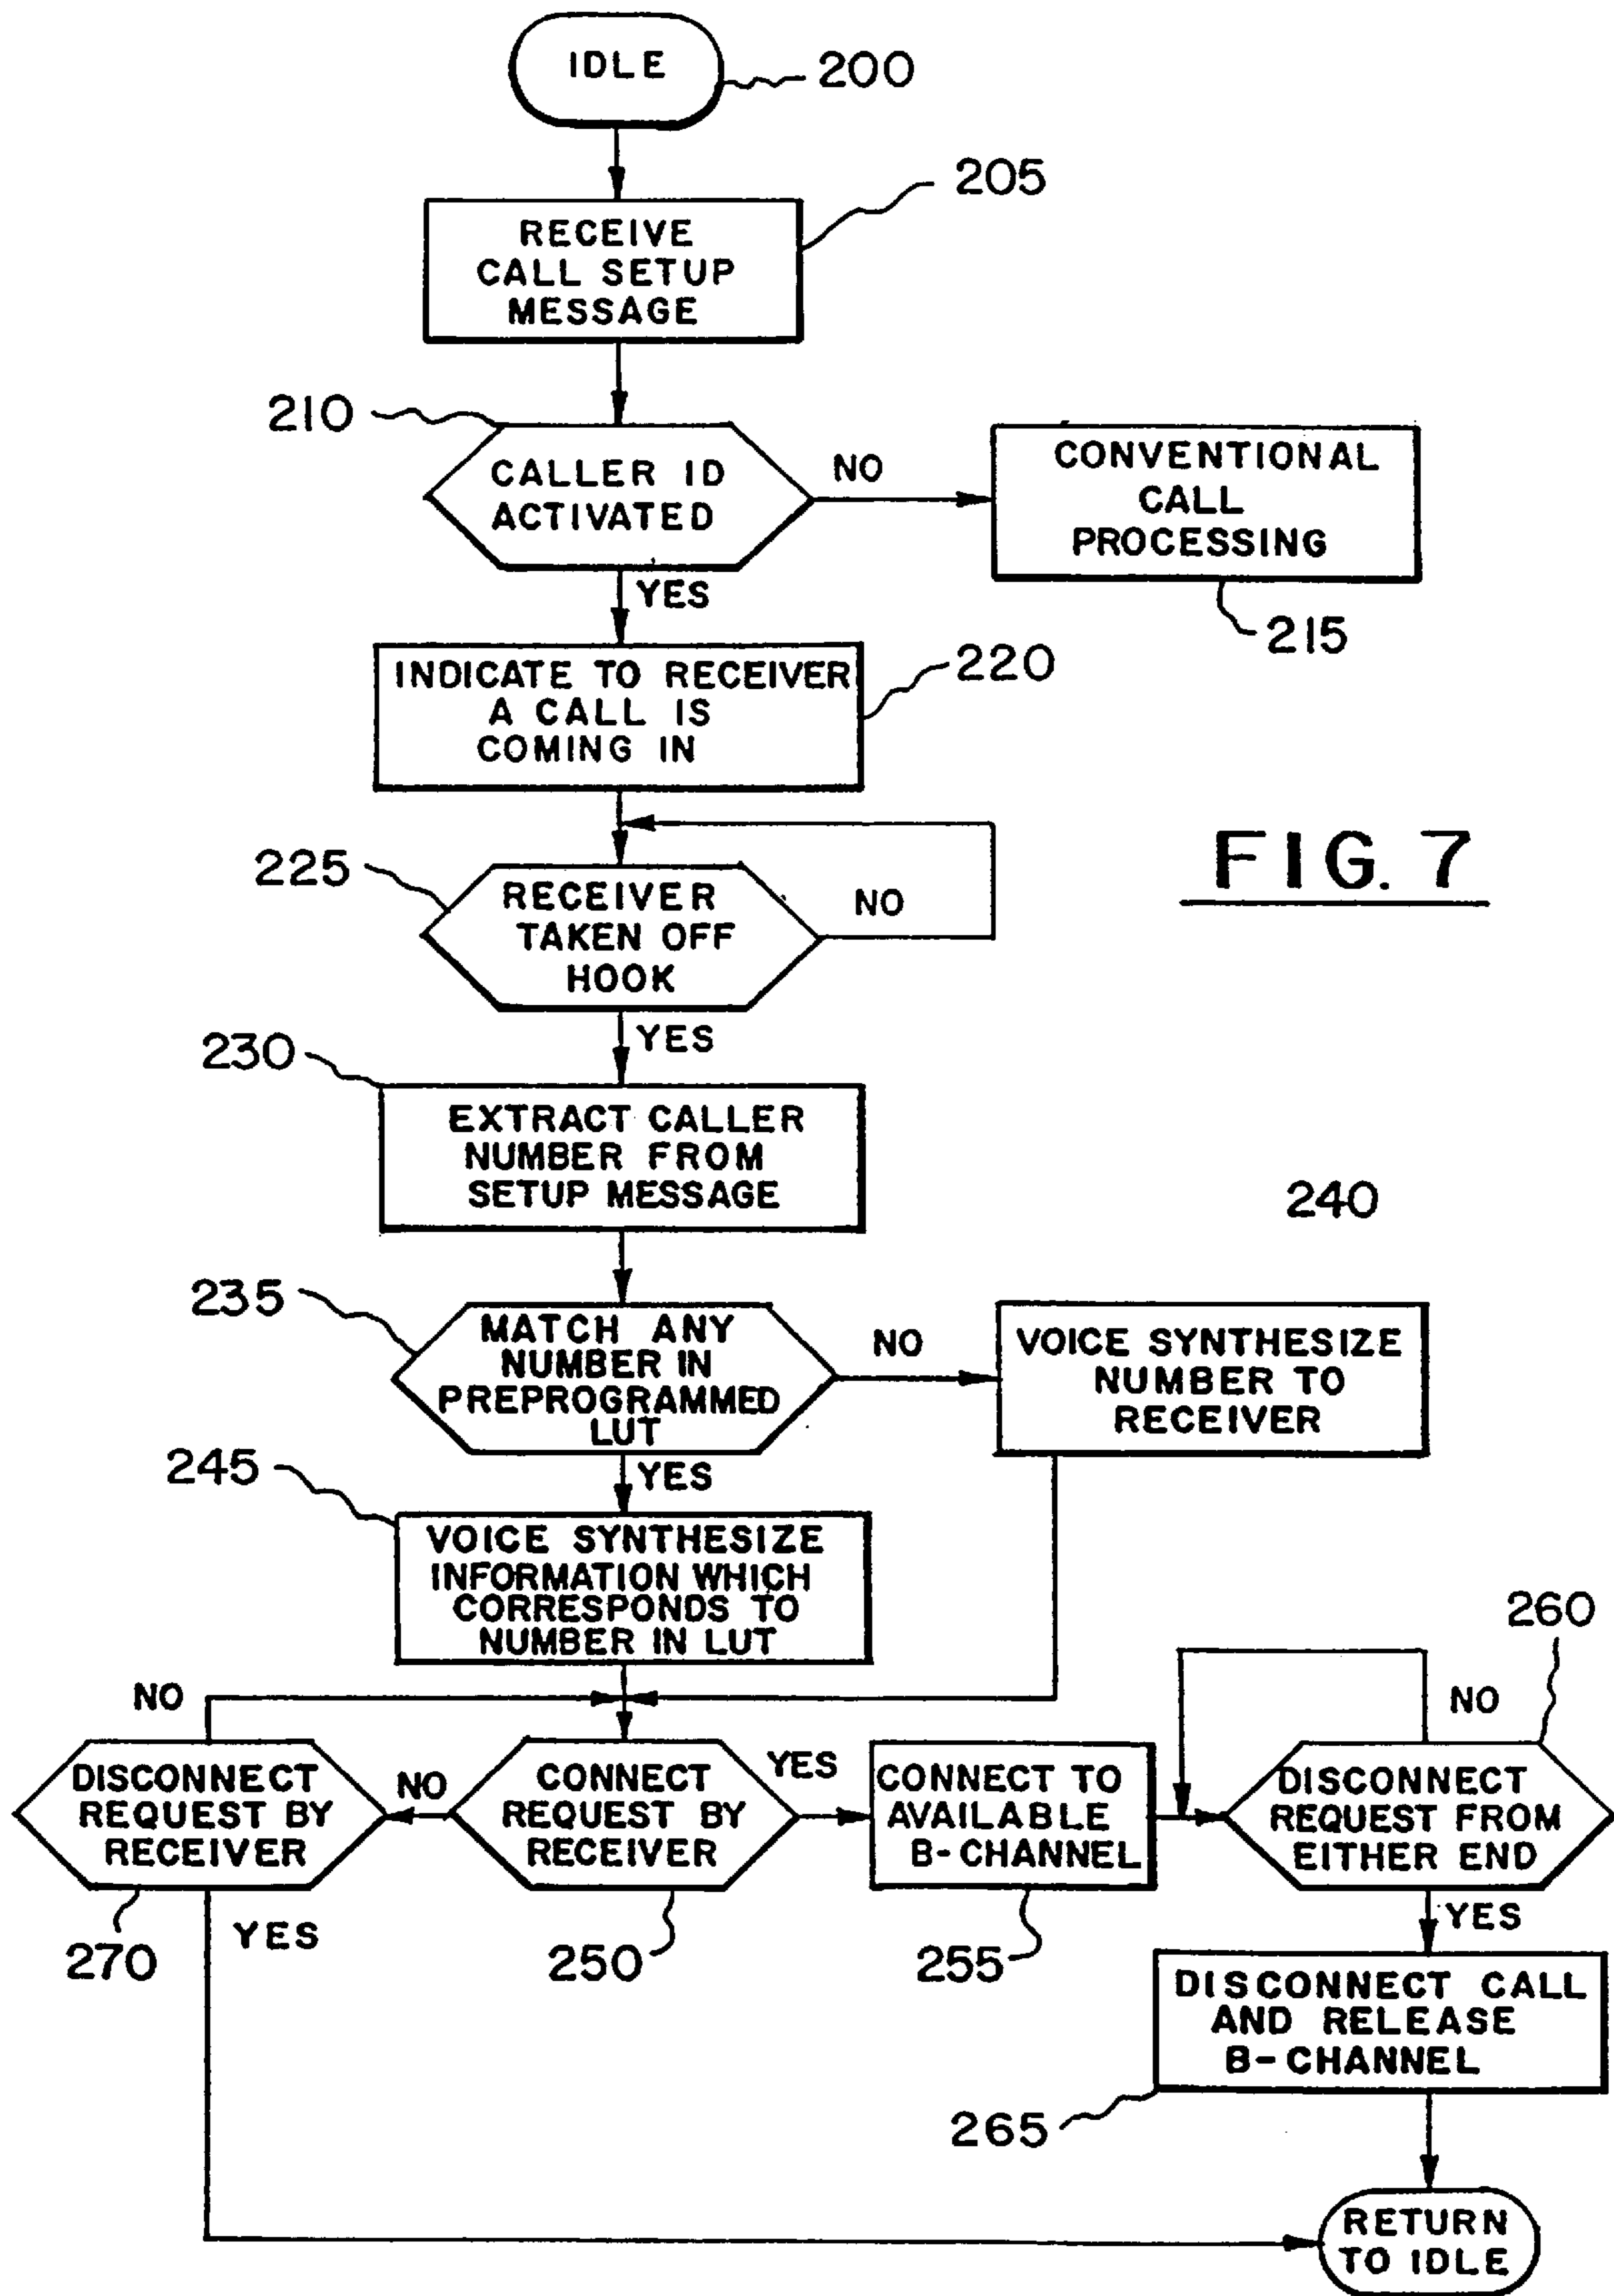 IDLE
200
205
RECEIVE
CALL SETUP
MESSAGE
210
CALLER ID
ACTIVATED
NO
CONVENTIONAL
CALL
PROCESSING
YES
215
INDICATE TO RECEIVER
A CALL IS
COMING IN
220
FIG. 7
225
RECEIVER
TAKEN OFF
HOOK
NO
YES
230
EXTRACT CALLER
NUMBER FROM
SETUP MESSAGE
240
235
MATCH ANY
NUMBER IN
PREPROGRAMMED
LUT
NO
VOICE SYNTHESIZE
NUMBER TO
RECEIVER
YES
245
VOICE SYNTHESIZE
INFORMATION WHICH
CORRESPONDS TO
NUMBER IN LUT
260
NO
NO
DISCONNECT
REQUEST BY
RECEIVER
NO
CONNECT
REQUEST BY
RECEIVER
YES
CONNECT TO
AVAILABLE
B-CHANNEL
DISCONNECT
REQUEST FROM
EITHER END
270
YES
250
255
YES
DISCONNECT CALL
AND RELEASE
B-CHANNEL
265
RETURN
TO IDLE